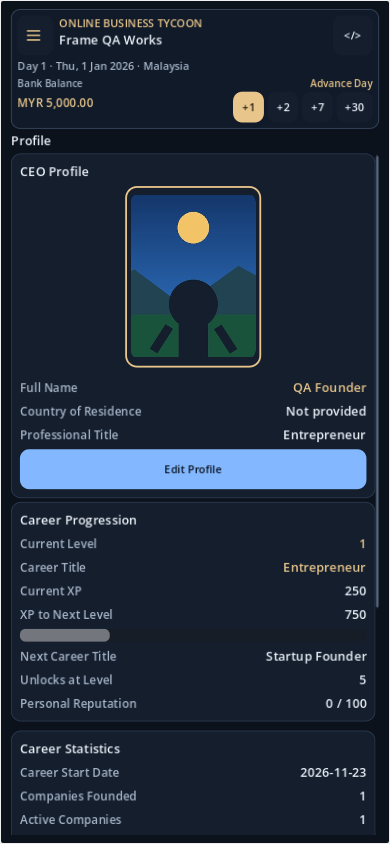 ONLINE BUSINESS TYCOON
Frame QA Works
</>
Day 1 · Thu, 1 Jan 2026 · Malaysia
Bank Balance Advance Day
MYR 5,000.00 +1 +2 +7 +30
Profile
CEO Profile
Full Name QA Founder
Country of Residence Not provided
Professional Title Entrepreneur
Edit Profile
Career Progression
Current Level 1
Career Title Entrepreneur
Current XP 250
XP to Next Level 750
Next Career Title Startup Founder
Unlocks at Level 5
Personal Reputation 0 / 100
Career Statistics
Career Start Date 2026-11-23
Companies Founded 1
Active Companies 1